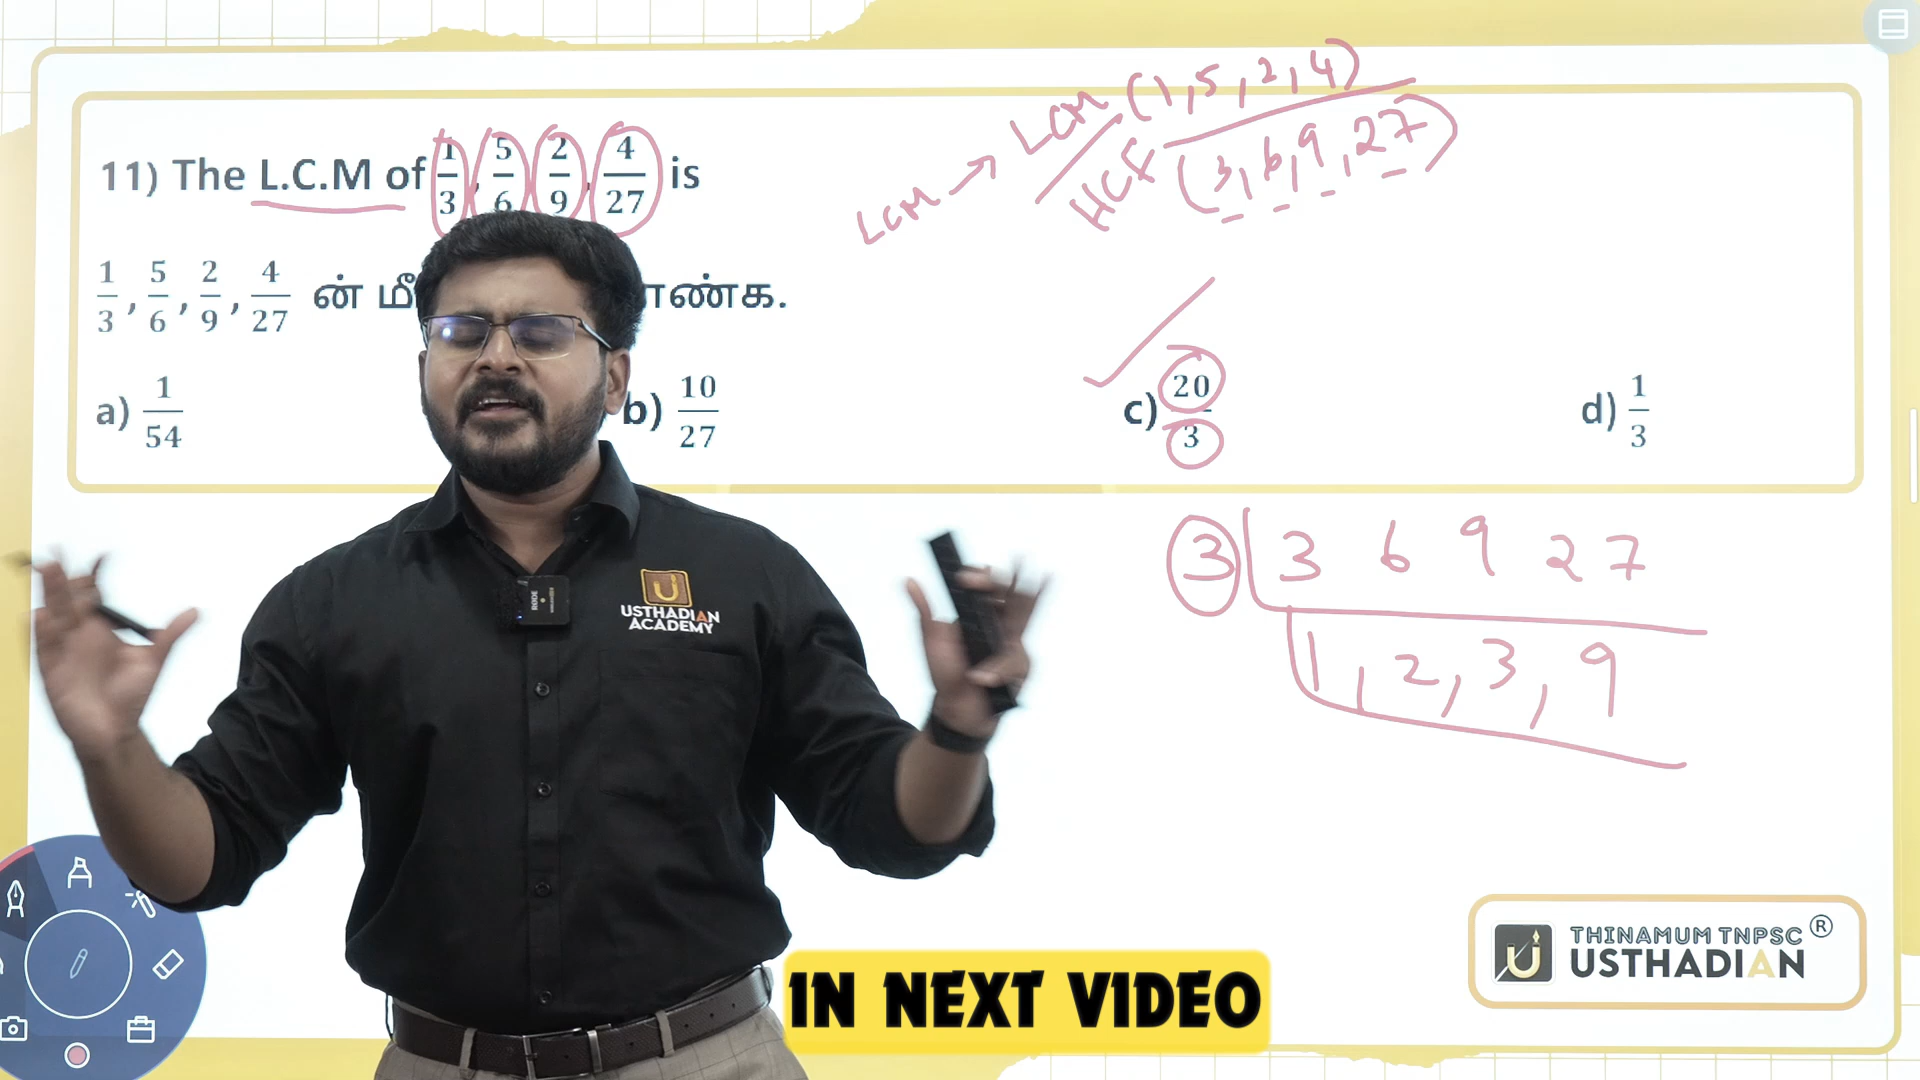 11) The L.C.M of 1/3, 5/6, 2/9, 4/27 is
LCM → LCM (1, 5, 2, 4) / HCF (3, 6, 9, 27)
1/3, 5/6, 2/9, 4/27 ன் மீ ாண்க.
a) 1/54 b) 10/27 c) 20/3 d) 1/3
3 3 6 9 27
1, 2, 3, 9
RODE
U
USTHADIAN
ACADEMY
THINAMUM TNPSC ®
USTHADIAN
IN NEXT VIDEO